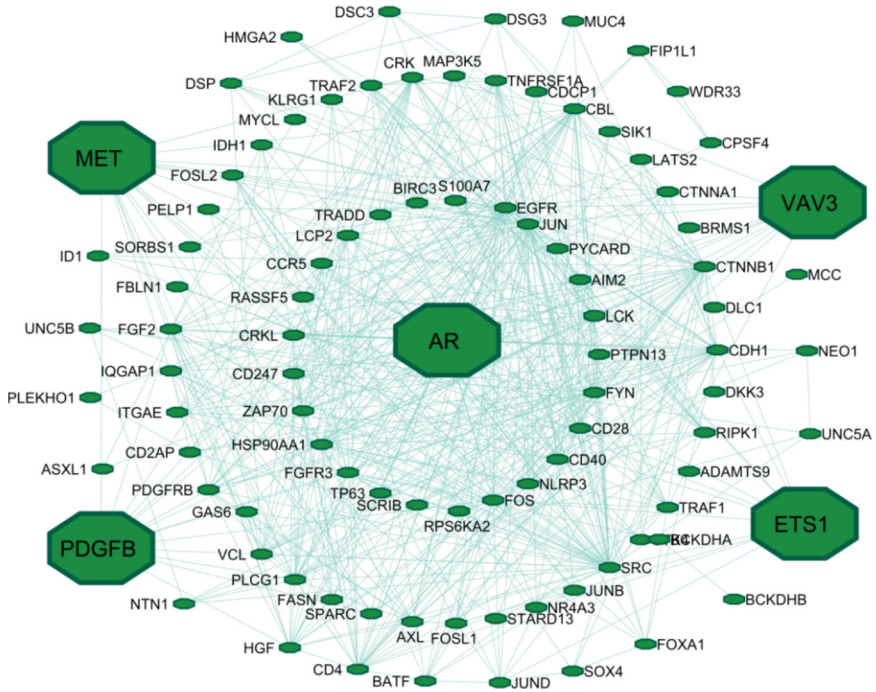 DSC3
DSG3
MUC4
HMGA2
FIP1L1
CRK
MAP3K5
DSP
TRAF2
TNFRSF1A
CDCP1
WDR33
KLRG1
CBL
MYCL
SIK1
CPSF4
MET
IDH1
LATS2
FOSL2
BIRC3
S100A7
CTNNA1
VAV3
PELP1
TRADD
EGFR
JUN
BRMS1
SORBS1
LCP2
PYCARD
ID1
CCR5
CTNNB1
MCC
FBLN1
RASSF5
AIM2
DLC1
UNC5B
FGF2
CRKL
LCK
AR
PTPN13
CDH1
NEO1
IQGAP1
CD247
PLEKHO1
ITGAE
ZAP70
FYN
DKK3
CD2AP
HSP90AA1
CD28
RIPK1
UNC5A
ASXL1
FGFR3
CD40
ADAMTS9
PDGFRB
TP63
NLRP3
SCRIB
FOS
TRAF1
GAS6
RPS6KA2
ETS1
PDGFB
BCKDHA
VCL
SRC
PLCG1
JUNB
BCKDHB
NTN1
FASN
NR4A3
SPARC
STARD13
AXL
FOSL1
HGF
FOXA1
CD4
BATF
JUND
SOX4